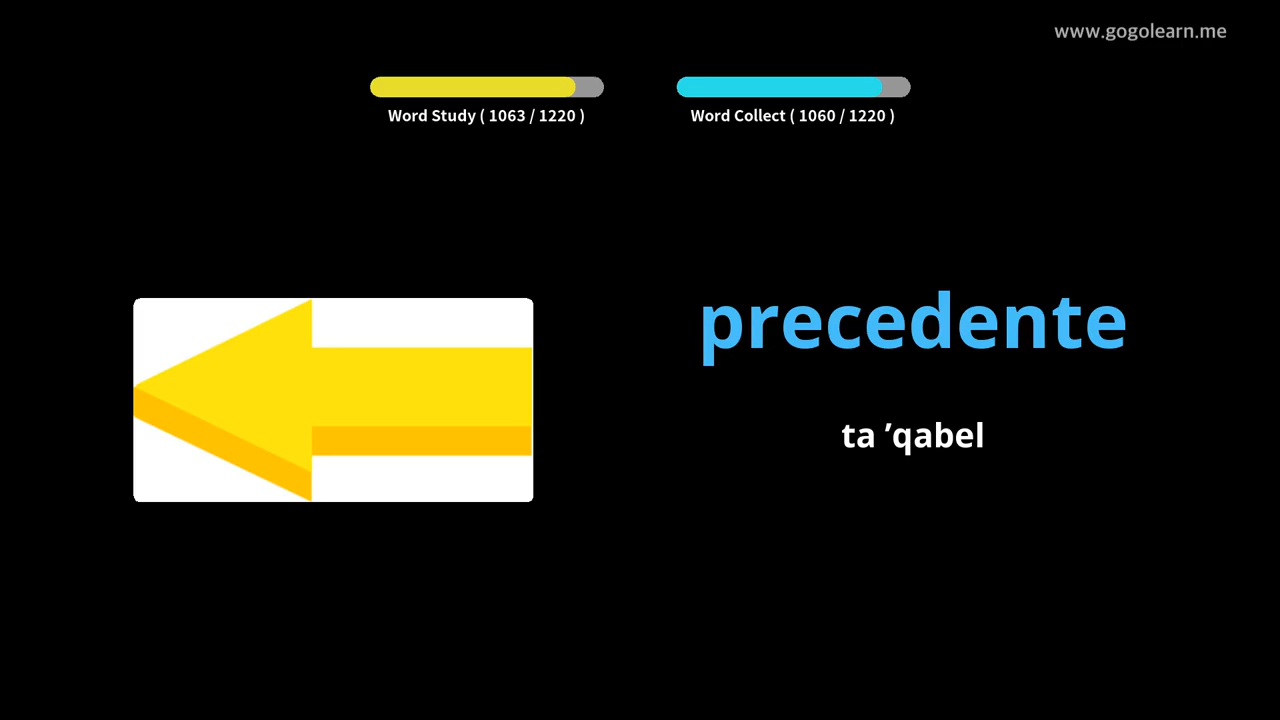 www.gogolearn.me
Word Study ( 1063 / 1220 )
Word Collect ( 1060 / 1220 )
precedente
ta ’qabel